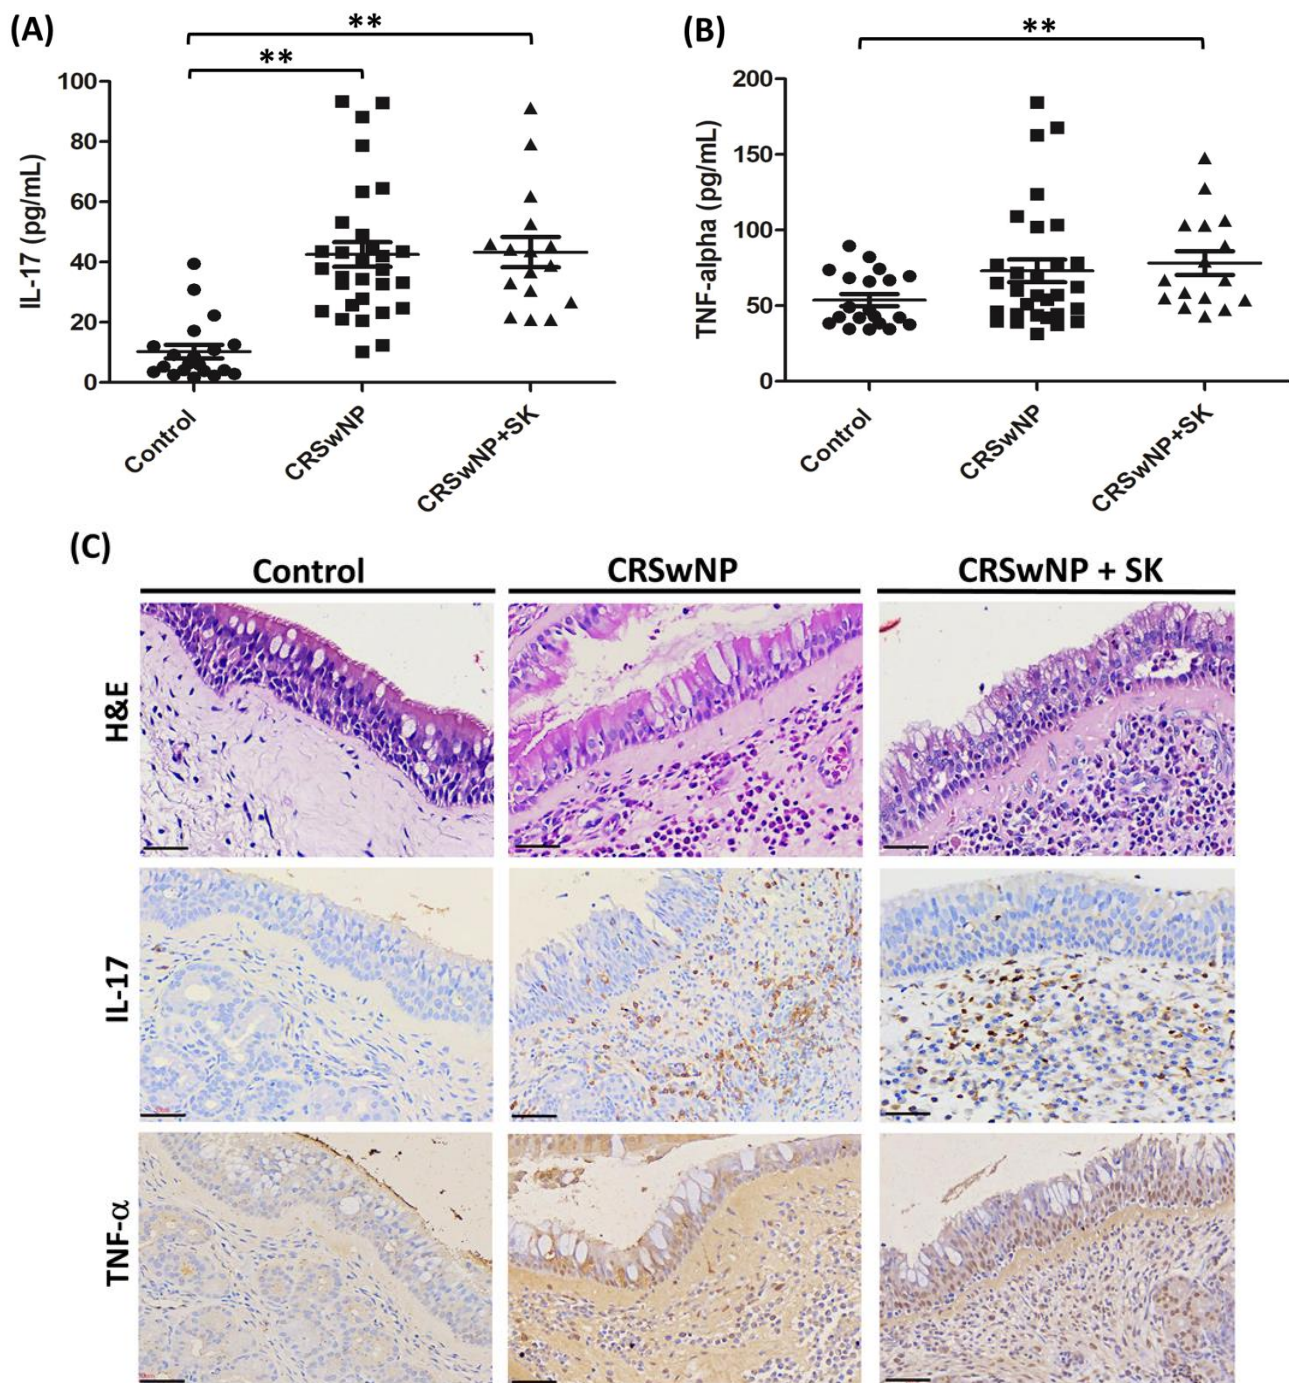 (A)
**
**
100
80
60
40
20
0
IL-17 (pg/mL)
Control
CRSwNP
CRSwNP+SK
(B)
**
200
150
100
50
0
TNF-alpha (pg/mL)
Control
CRSwNP
CRSwNP+SK
(C)
Control
CRSwNP
CRSwNP + SK
H&E
IL-17
TNF-α